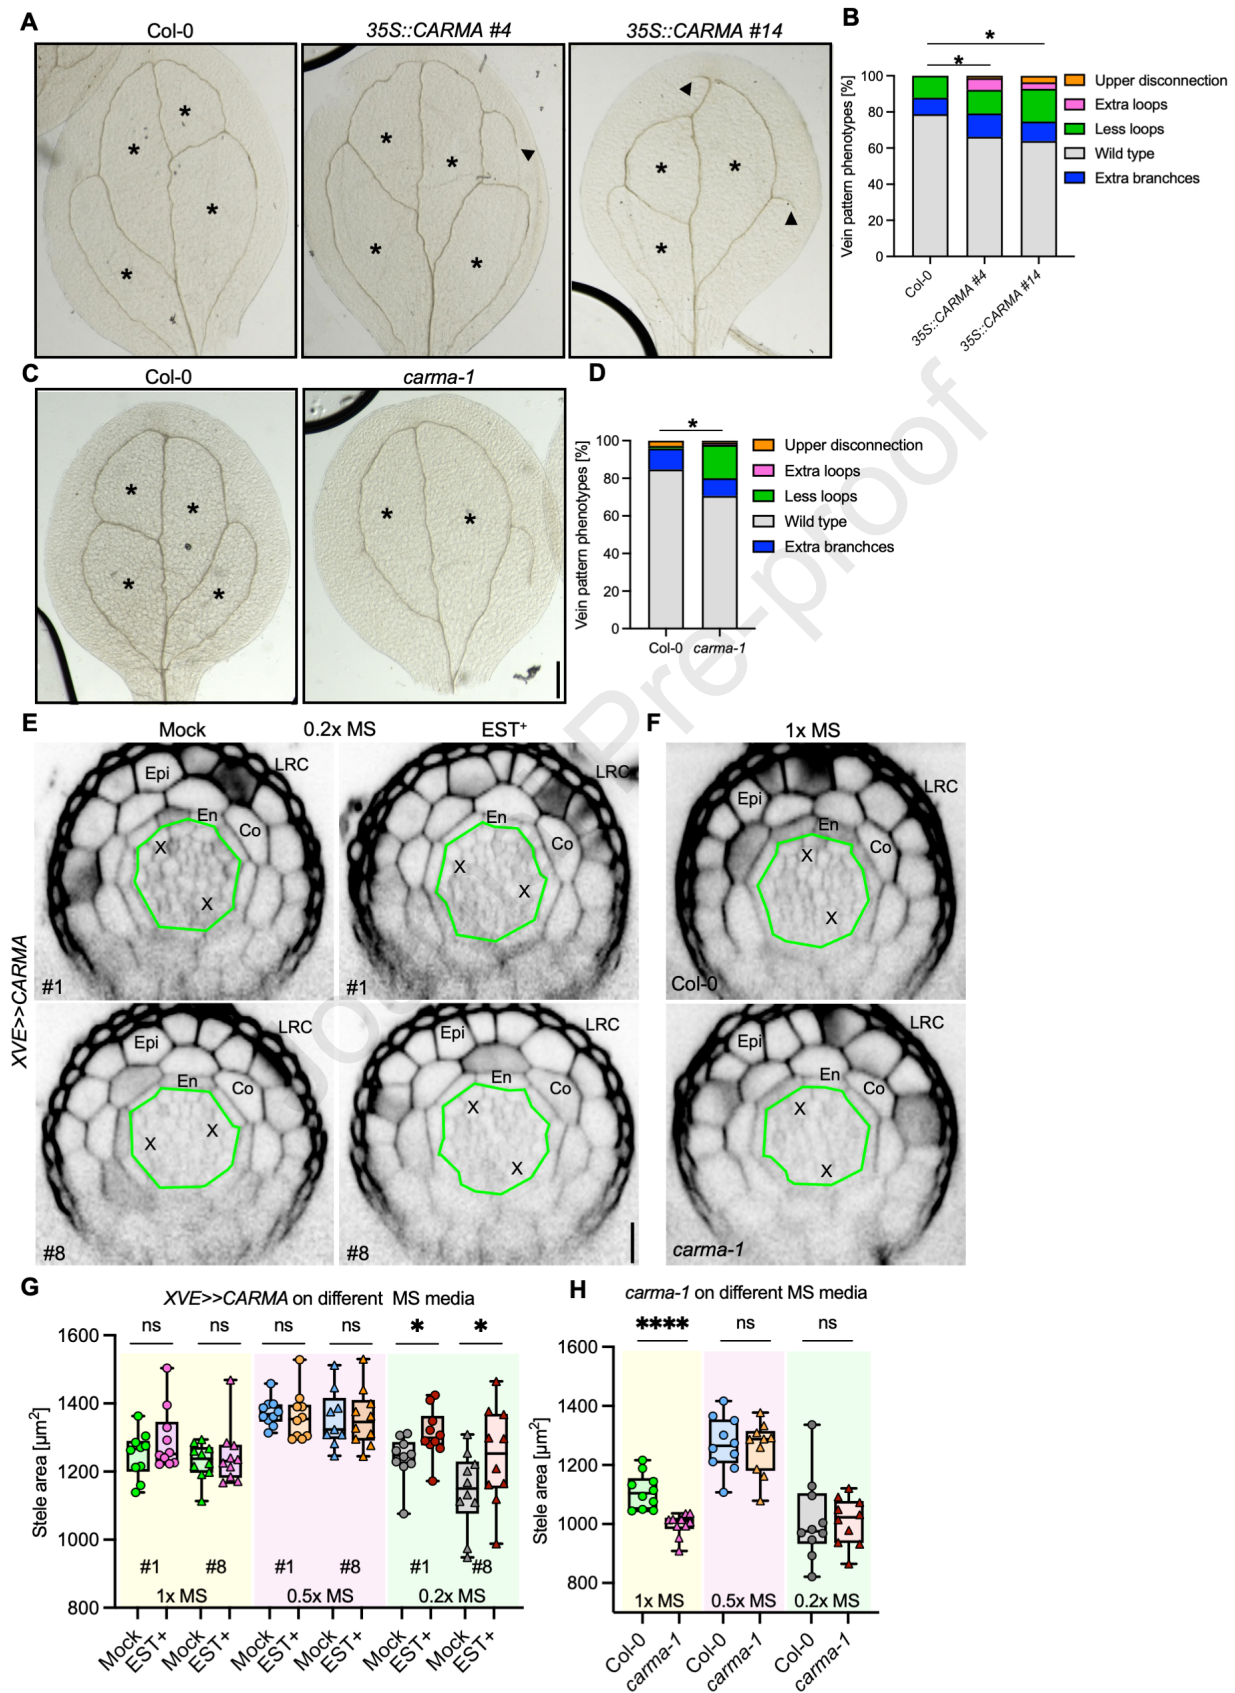 A
Col-0
35S::CARMA #4
35S::CARMA #14
*
*
*
*
*
*
*
*
*
*
*
B
*
*
Vein pattern phenotypes [%]
100
80
60
40
20
0
Col-0
35S::CARMA #4
35S::CARMA #14
Upper disconnection
Extra loops
Less loops
Wild type
Extra branchces
C
Col-0
carma-1
*
*
*
*
*
*
D
*
Vein pattern phenotypes [%]
100
80
60
40
20
0
Col-0
carma-1
Upper disconnection
Extra loops
Less loops
Wild type
Extra branchces
Pre-proof
E
Mock
0.2x MS
EST+
XVE>>CARMA
Epi
LRC
En
Co
X
X
#1
Epi
LRC
En
Co
X
X
#1
Epi
LRC
En
Co
X
X
#8
Epi
LRC
En
Co
X
X
#8
F
1x MS
Epi
LRC
En
Co
X
X
Col-0
Epi
LRC
En
Co
X
X
carma-1
G
XVE>>CARMA on different MS media
ns
ns
ns
ns
*
*
Stele area [µm2]
1600
1400
1200
1000
800
#1
#8
#1
#8
#1
#8
1x MS
0.5x MS
0.2x MS
Mock
EST+
Mock
EST+
Mock
EST+
Mock
EST+
Mock
EST+
Mock
EST+
H
carma-1 on different MS media
****
ns
ns
Stele area [µm2]
1600
1400
1200
1000
800
1x MS
0.5x MS
0.2x MS
Col-0
carma-1
Col-0
carma-1
Col-0
carma-1